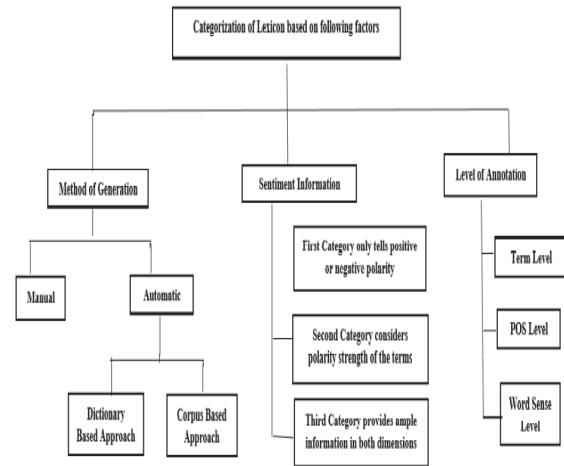 Categorization of Lexicon based on following factors
Method of Generation
Sentiment Information
Level of Annotation
First Category only tells positive
or negative polarity
Term Level
Manual
Automatic
Second Category considers
polarity strength of the terms
POS Level
Dictionary
Based Approach
Corpus Based
Approach
Third Category provides ample
information in both dimensions
Word Sense
Level